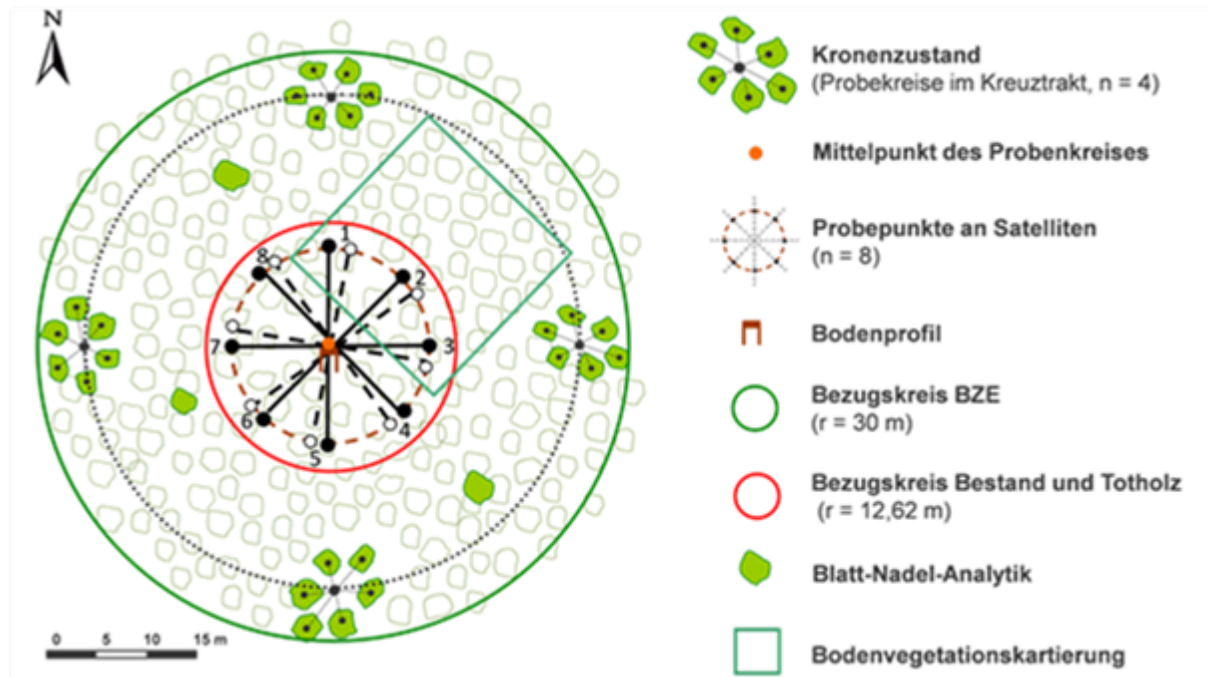 N
1
2
3
4
5
6
7
8
0 5 10 15 m
Kronenzustand
(Probekreise im Kreuztrakt, n = 4)
Mittelpunkt des Probenkreises
Probepunkte an Satelliten
(n = 8)
Bodenprofil
Bezugskreis BZE
(r = 30 m)
Bezugskreis Bestand und Totholz
(r = 12,62 m)
Blatt-Nadel-Analytik
Bodenvegetationskartierung